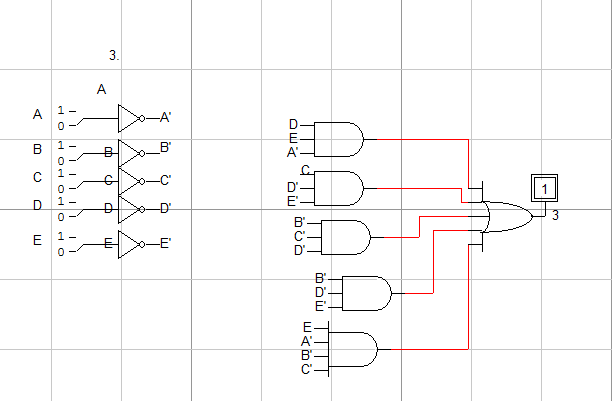 3.
A
A 1 0 A'
B 1 0 B B'
C 1 0 C C'
D 1 0 D D'
E 1 0 E E'
D
E
A'
C
D'
E'
B'
C'
D'
B'
D'
E'
E
A'
B'
C'
1
3